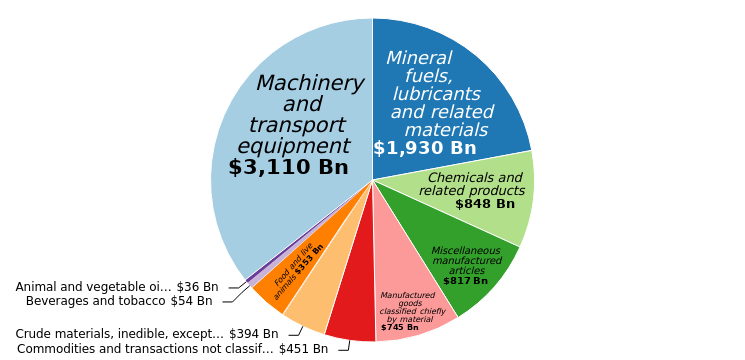 Machinery
and
transport
equipment
$3,110 Bn
Mineral
fuels,
lubricants
and related
materials
$1,930 Bn
Chemicals and
related products
$848 Bn
Miscellaneous
manufactured
articles
$817 Bn
Manufactured
goods
classified chiefly
by material
$745 Bn
Food and live
animals $353 Bn
Animal and vegetable oi... $36 Bn
Beverages and tobacco $54 Bn
Crude materials, inedible, except... $394 Bn
Commodities and transactions not classif... $451 Bn